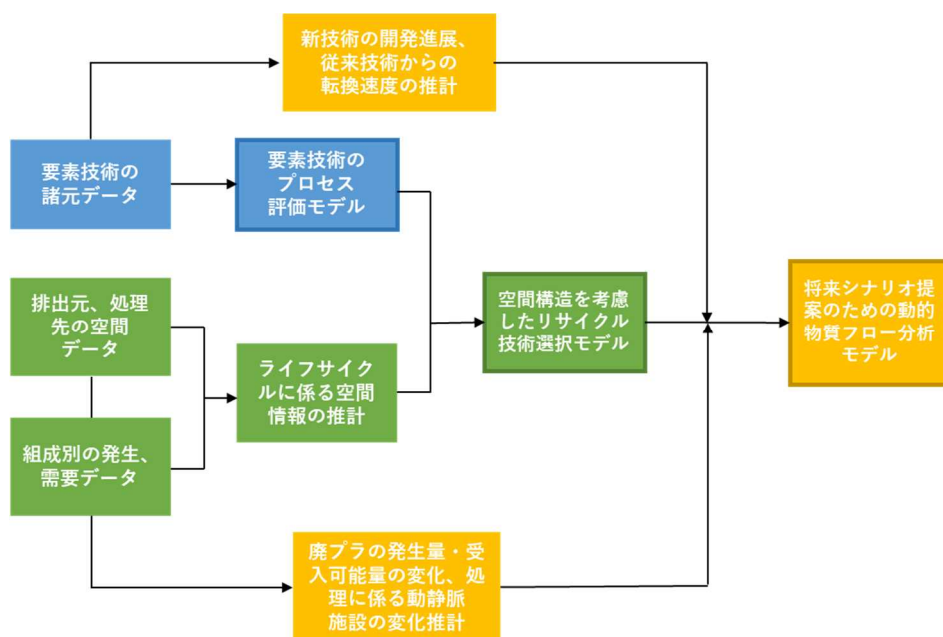 新技術の開発進展、
従来技術からの
転換速度の推計
要素技術の
諸元データ
要素技術の
プロセス
評価モデル
排出元、処理
先の空間
データ
ライフサイク
ルに係る空間
情報の推計
組成別の発生、
需要データ
空間構造を考慮
したリサイクル
技術選択モデル
将来シナリオ提
案のための動的
物質フロー分析
モデル
廃プラの発生量・受
入可能量の変化、処
理に係る動静脈
施設の変化推計